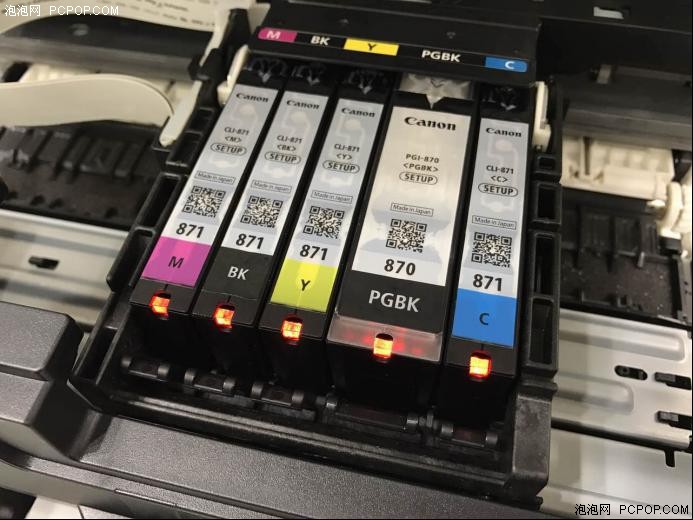 泡泡网 PCPOP.COM
M BK Y PGBK C
Canon
CLI-871
<M>
SETUP
Made in Japan
871
M
Canon
CLI-871
<BK>
SETUP
Made in Japan
871
BK
Canon
CLI-871
<Y>
SETUP
Made in Japan
871
Y
Canon
PGI-870
<PGBK>
SETUP
Made in Japan
870
PGBK
Canon
CLI-871
<C>
SETUP
Made in Japan
871
C
泡泡网 PCPOP.COM